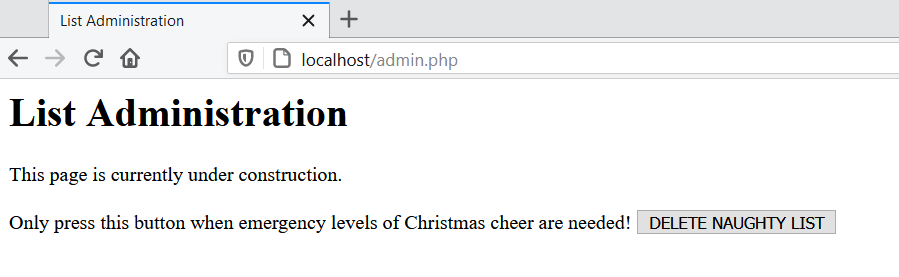 List Administration
localhost/admin.php
List Administration
This page is currently under construction.
Only press this button when emergency levels of Christmas cheer are needed! DELETE NAUGHTY LIST